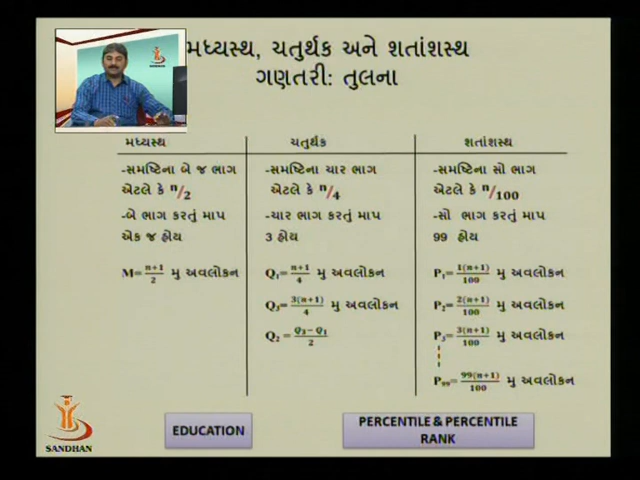 મધ્યસ્થ, ચતુર્થક અને શતાંશસ્થ
ગણતરી: તુલના
મધ્યસ્થ
-સમષ્ટિના બે જ ભાગ
એટલે કે n/2
-બે ભાગ કરતું માપ
એક જ હોય
M= n+1/2 મુ અવલોકન
ચતુર્થક
-સમષ્ટિના ચાર ભાગ
એટલે કે n/4
-ચાર ભાગ કરતું માપ
3 હોય
Q₁= n+1/4 મુ અવલોકન
Q₃= 3(n+1)/4 મુ અવલોકન
Q₂ = Q₃ − Q₁/2
શતાંશસ્થ
-સમષ્ટિના સો ભાગ
એટલે કે n/100
-સો ભાગ કરતું માપ
99 હોય
P₁= 1(n+1)/100 મુ અવલોકન
P₂= 2(n+1)/100 મુ અવલોકન
P₃= 3(n+1)/100 મુ અવલોકન
P₉₉= 99(n+1)/100 મુ અવલોકન
SANDHAN
EDUCATION
PERCENTILE & PERCENTILE
RANK